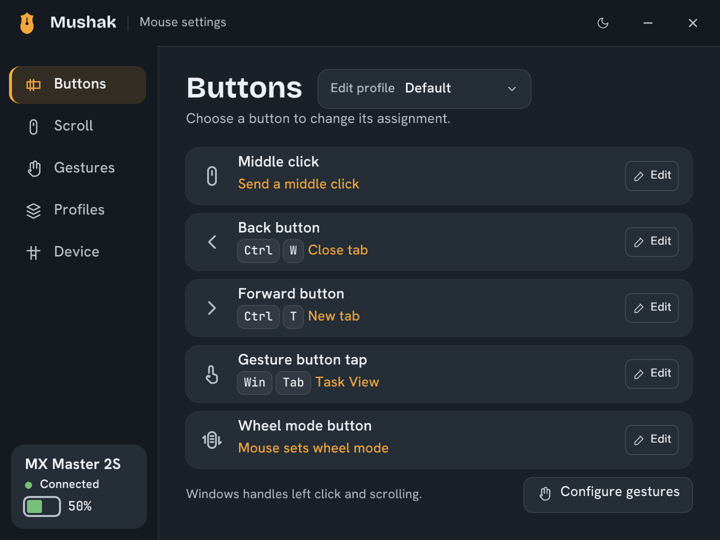 Mushak | Mouse settings
Buttons
Scroll
Gestures
Profiles
Device
MX Master 2S
Connected
50%
Buttons
Edit profile Default
Choose a button to change its assignment.
Middle click
Send a middle click
Edit
Back button
Ctrl W Close tab
Edit
Forward button
Ctrl T New tab
Edit
Gesture button tap
Win Tab Task View
Edit
Wheel mode button
Mouse sets wheel mode
Edit
Windows handles left click and scrolling.
Configure gestures